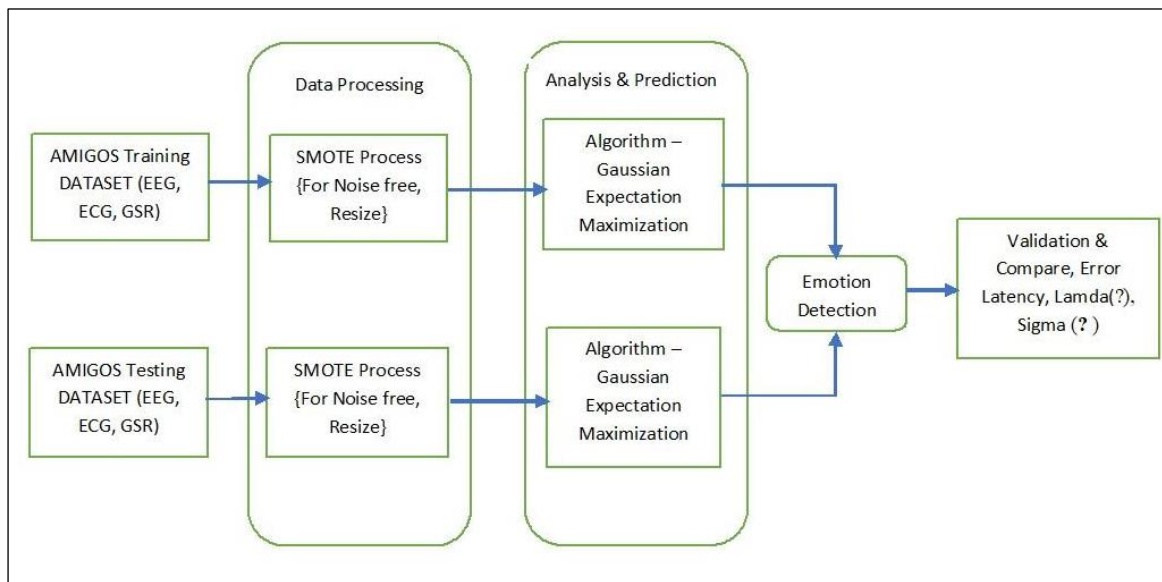 Data Processing
Analysis & Prediction
AMIGOS Training
DATASET (EEG,
ECG, GSR)
SMOTE Process
{For Noise free,
Resize}
Algorithm –
Gaussian
Expectation
Maximization
Emotion
Detection
Validation &
Compare, Error
Latency, Lamda(?),
Sigma (?)
AMIGOS Testing
DATASET (EEG,
ECG, GSR)
SMOTE Process
{For Noise free,
Resize}
Algorithm –
Gaussian
Expectation
Maximization